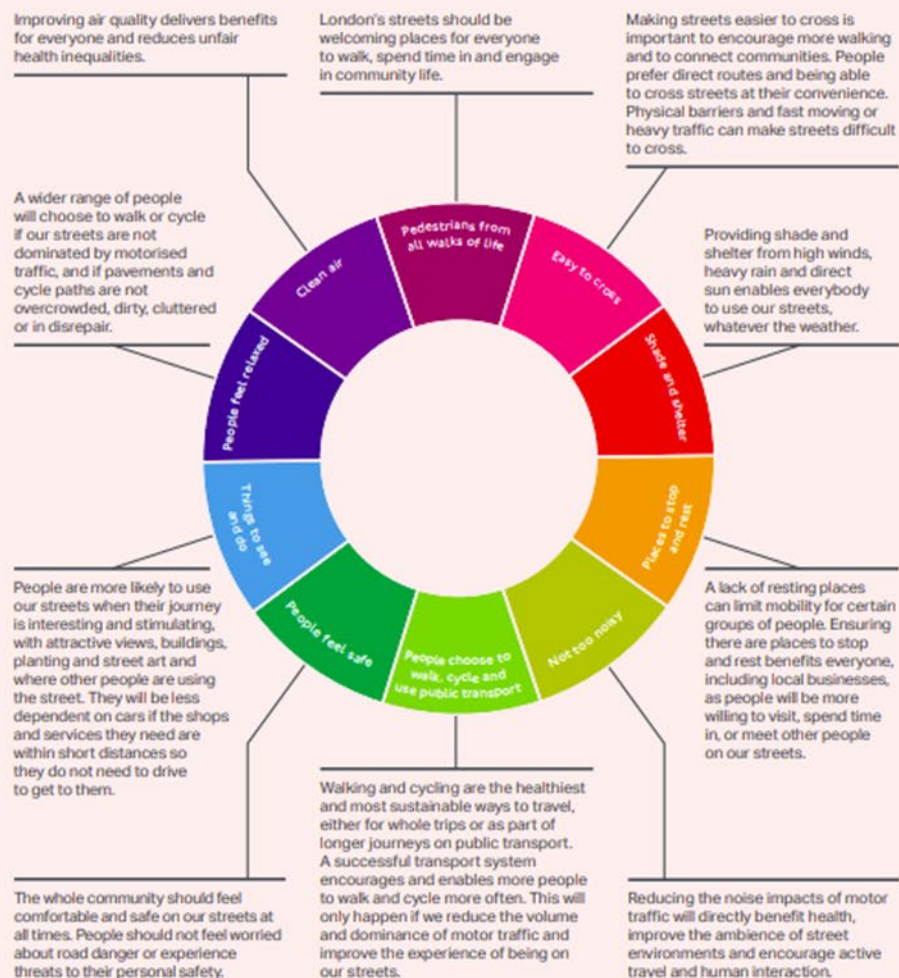 Improving air quality delivers benefits
for everyone and reduces unfair
health inequalities.
London's streets should be
welcoming places for everyone
to walk, spend time in and engage
in community life.
Making streets easier to cross is
important to encourage more walking
and to connect communities. People
prefer direct routes and being able
to cross streets at their convenience.
Physical barriers and fast moving or
heavy traffic can make streets difficult
to cross.
A wider range of people
will choose to walk or cycle
if our streets are not
dominated by motorised
traffic, and if pavements and
cycle paths are not
overcrowded, dirty, cluttered
or in disrepair.
Providing shade and
shelter from high winds,
heavy rain and direct
sun enables everybody
to use our streets,
whatever the weather.
Pedestrians from
all walks of life
Easy to cross
Shade and shelter
Places to stop
and rest
Not too noisy
People choose to
walk, cycle and
use public transport
People feel safe
Things to see
and do
People feel relaxed
Clean air
People are more likely to use
our streets when their journey
is interesting and stimulating,
with attractive views, buildings,
planting and street art and
where other people are using
the street. They will be less
dependent on cars if the shops
and services they need are
within short distances so
they do not need to drive
to get to them.
A lack of resting places
can limit mobility for certain
groups of people. Ensuring
there are places to stop
and rest benefits everyone,
including local businesses,
as people will be more
willing to visit, spend time
in, or meet other people
on our streets.
The whole community should feel
comfortable and safe on our streets at
all times. People should not feel worried
about road danger or experience
threats to their personal safety.
Walking and cycling are the healthiest
and most sustainable ways to travel,
either for whole trips or as part of
longer journeys on public transport.
A successful transport system
encourages and enables more people
to walk and cycle more often. This will
only happen if we reduce the volume
and dominance of motor traffic and
improve the experience of being on
our streets.
Reducing the noise impacts of motor
traffic will directly benefit health,
improve the ambience of street
environments and encourage active
travel and human interaction.